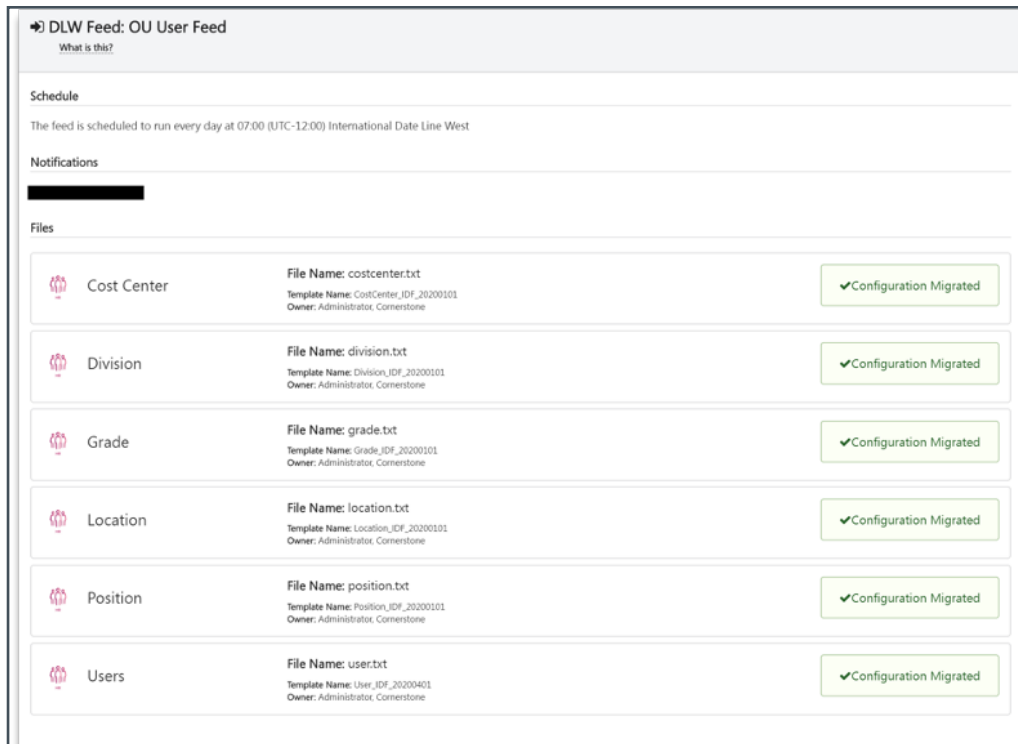 DLW Feed: OU User Feed
What is this?
Schedule
The feed is scheduled to run every day at 07:00 (UTC-12:00) International Date Line West
Notifications
Files
Cost Center
File Name: costcenter.txt
Template Name: CostCenter_IDF_20200101
Owner: Administrator, Cornerstone
✔Configuration Migrated
Division
File Name: division.txt
Template Name: Division_IDF_20200101
Owner: Administrator, Cornerstone
✔Configuration Migrated
Grade
File Name: grade.txt
Template Name: Grade_IDF_20200101
Owner: Administrator, Cornerstone
✔Configuration Migrated
Location
File Name: location.txt
Template Name: Location_IDF_20200101
Owner: Administrator, Cornerstone
✔Configuration Migrated
Position
File Name: position.txt
Template Name: Position_IDF_20200101
Owner: Administrator, Cornerstone
✔Configuration Migrated
Users
File Name: user.txt
Template Name: User_IDF_20200401
Owner: Administrator, Cornerstone
✔Configuration Migrated